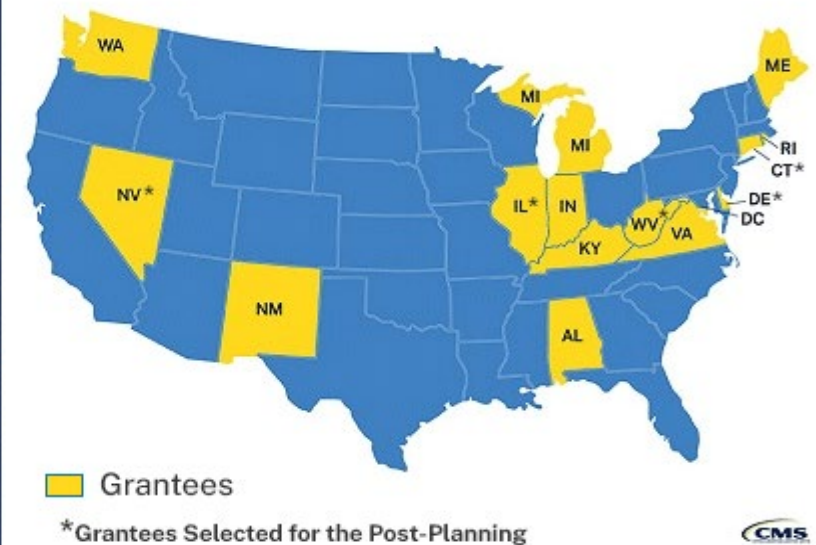 WA
ME
MI
MI
RI
CT*
NV*
IL*
IN
DE*
WV*
VA
DC
KY
NM
AL
Grantees
*Grantees Selected for the Post-Planning
CMS